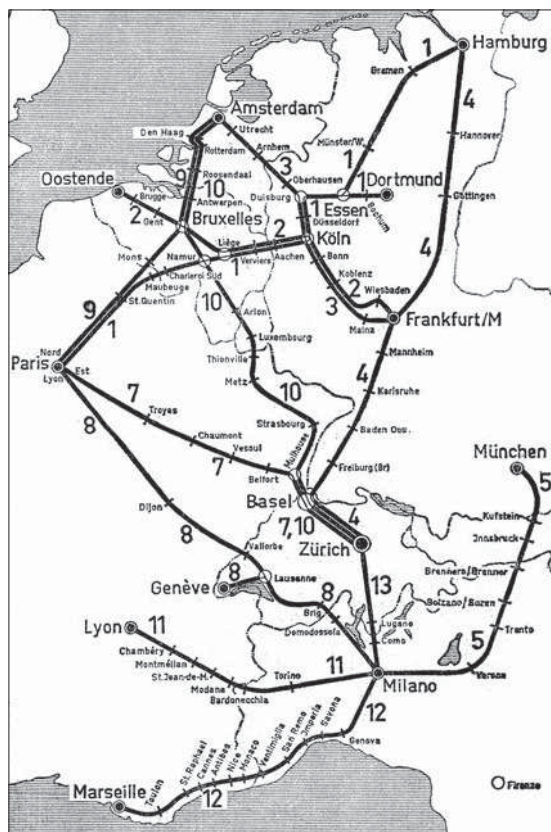 Hamburg
1
Bremen
4
Amsterdam
Utrecht
Den Haag
Rotterdam
Arnhem
Münster/W.
1
Hannover
Oostende
9
10
Roosendaal
3
Oberhausen
Dortmund
Duisburg
1
Essen
Bochum
Göttingen
Brugge
2
Gent
Antwerpen
Bruxelles
Düsseldorf
Köln
Liège
2
4
Mons
Namur
1
Verviers
Aachen
Bonn
Charleroi Süd
Maubeuge
10
Koblenz
2
Wiesbaden
3
9
St. Quentin
1
Arlon
Mainz
Frankfurt/M
Luxembourg
Nord
Paris
Est
Lyon
Thionville
Mannheim
4
Metz
10
Karlsruhe
7
Troyes
8
Strasbourg
Baden Oos.
Chaumont
Mulhouse
Vesoul
7
Belfort
Freiburg (Br)
München
5
Basel
Dijon
7, 10
4
Kufstein
8
Zürich
Innsbruck
Vallorbe
Lausanne
Brennero/Brenner
Genève
8
13
8
Brig
Bolzano/Bozen
Domodossola
Lugano
Como
Lyon
11
Trento
5
Chambéry
Montmélian
St. Jean-de-M.
Modane
Bardonecchia
Torino
11
Milano
Verona
12
Genova
Savona
Imperia
San Remo
Ventimiglia
Monaco
Nice
Antibes
Cannes
St. Raphaël
12
Toulon
Marseille
Firenze